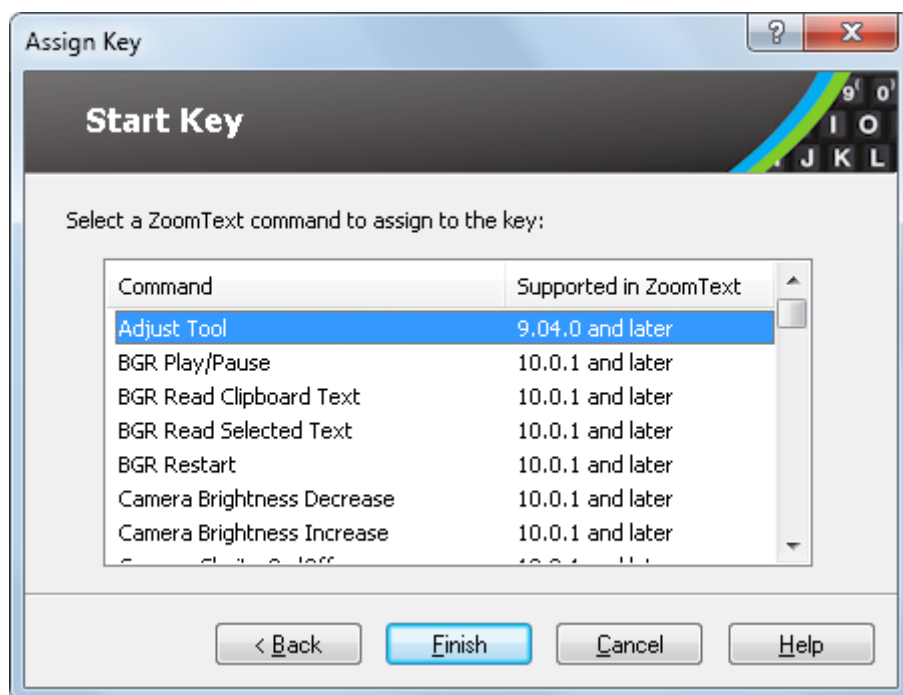 Assign Key
?
Start Key
9( 0)
I O
J K L
Select a ZoomText command to assign to the key:
Command Supported in ZoomText
Adjust Tool 9.04.0 and later
BGR Play/Pause 10.0.1 and later
BGR Read Clipboard Text 10.0.1 and later
BGR Read Selected Text 10.0.1 and later
BGR Restart 10.0.1 and later
Camera Brightness Decrease 10.0.1 and later
Camera Brightness Increase 10.0.1 and later
< Back Finish Cancel Help